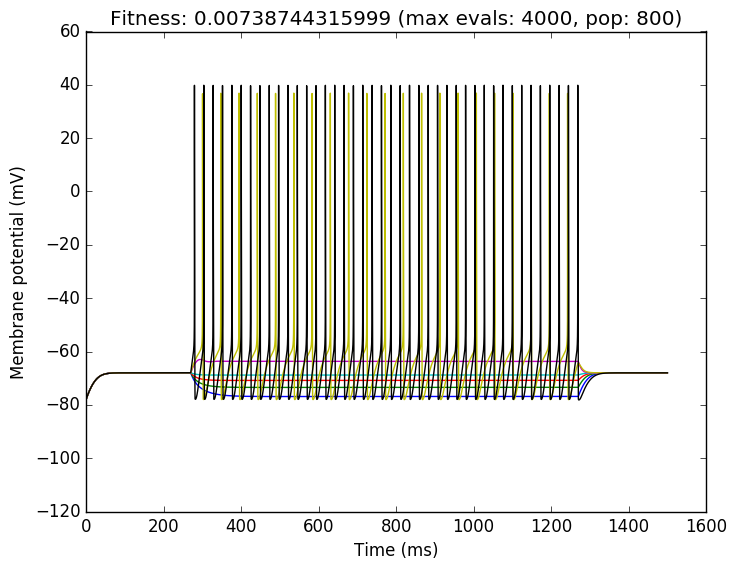 Fitness: 0.00738744315999 (max evals: 4000, pop: 800)
60
40
20
0
−20
−40
−60
−80
−100
−120
Membrane potential (mV)
0 200 400 600 800 1000 1200 1400 1600
Time (ms)